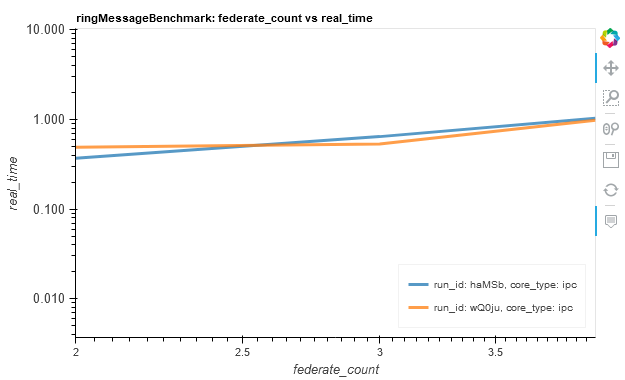 ringMessageBenchmark: federate_count vs real_time
10.000
1.000
0.100
0.010
real_time
2
2.5
3
3.5
federate_count
run_id: haMSb, core_type: ipc
run_id: wQ0ju, core_type: ipc